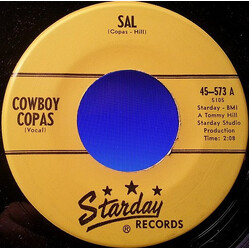 SAL
(Copas - Hill)
COWBOY
COPAS
(Vocal)
45-573 A
5105
Starday - BMI
A Tommy Hill
Starday Studio
Production
Time: 2:08
Starday
® RECORDS